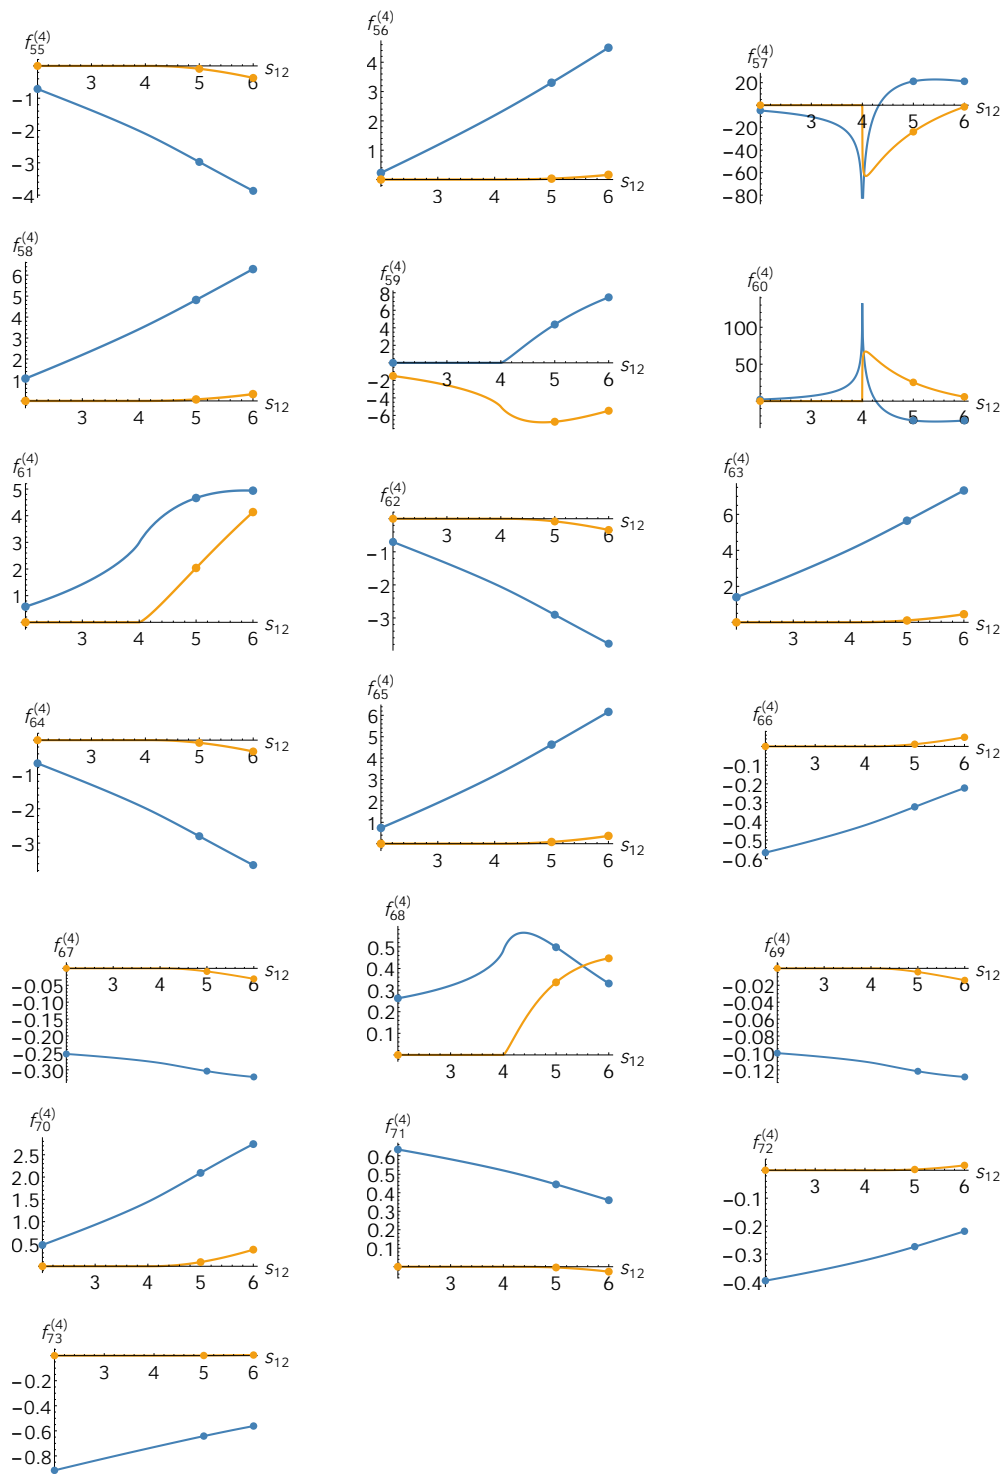 f55^(4) f56^(4) f57^(4)
s12 3 4 5 6 −1 −2 −3 −4
4 3 2 1 3 4 5 6 s12
20 −20 −40 −60 −80 3 4 5 6 s12
f58^(4) f59^(4) f60^(4)
6 5 4 3 2 1 3 4 5 6 s12
8 6 4 2 −2 −4 −6 3 4 5 6 s12
100 50 3 4 5 6 s12
f61^(4) f62^(4) f63^(4)
5 4 3 2 1 3 4 5 6 s12
−1 −2 −3 3 4 5 6 s12
6 4 2 3 4 5 6 s12
f64^(4) f65^(4) f66^(4)
−1 −2 −3 3 4 5 6 s12
6 5 4 3 2 1 3 4 5 6 s12
−0.1 −0.2 −0.3 −0.4 −0.5 −0.6 3 4 5 6 s12
f67^(4) f68^(4) f69^(4)
−0.05 −0.10 −0.15 −0.20 −0.25 −0.30 3 4 5 6 s12
0.5 0.4 0.3 0.2 0.1 3 4 5 6 s12
−0.02 −0.04 −0.06 −0.08 −0.10 −0.12 3 4 5 6 s12
f70^(4) f71^(4) f72^(4)
2.5 2.0 1.5 1.0 0.5 3 4 5 6 s12
0.6 0.5 0.4 0.3 0.2 0.1 3 4 5 6 s12
−0.1 −0.2 −0.3 −0.4 3 4 5 6 s12
f73^(4)
−0.2 −0.4 −0.6 −0.8 3 4 5 6 s12